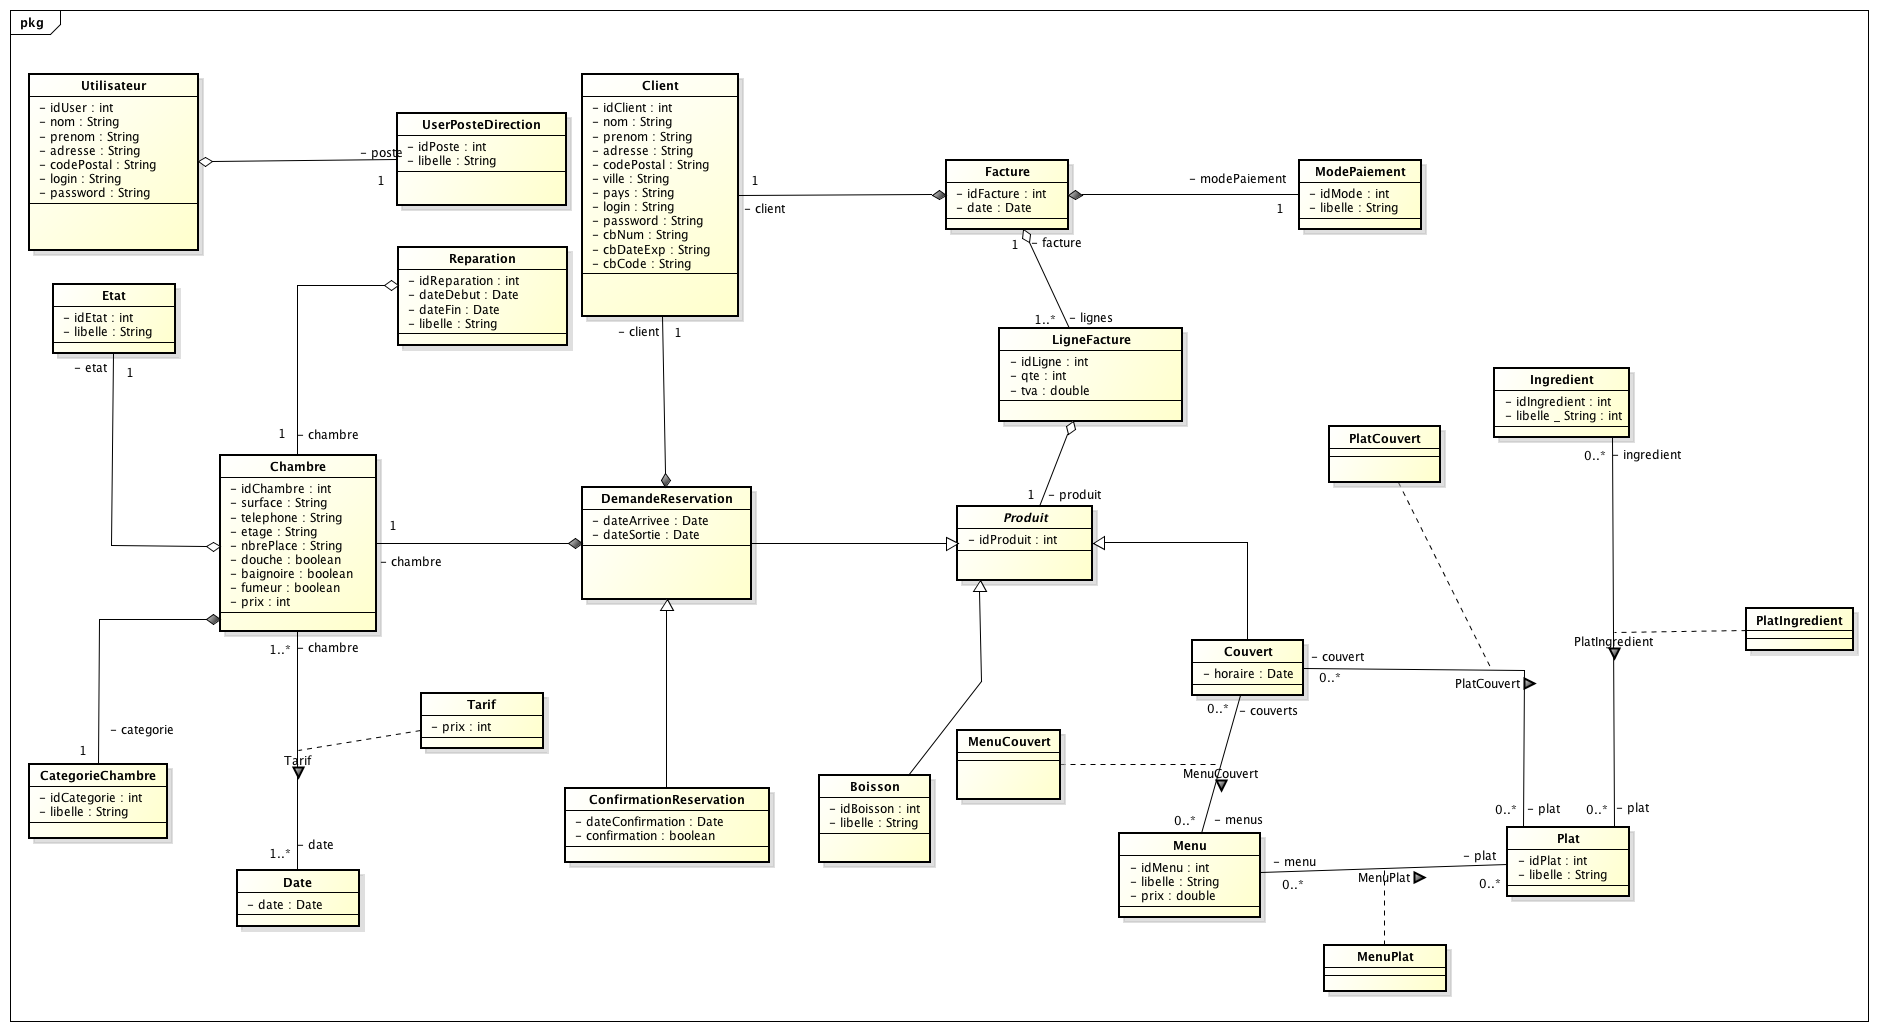 pkg
Utilisateur
- idUser : int
- nom : String
- prenom : String
- adresse : String
- codePostal : String
- login : String
- password : String
- poste
1
UserPosteDirection
- idPoste : int
- libelle : String
Client
- idClient : int
- nom : String
- prenom : String
- adresse : String
- codePostal : String
- ville : String
- pays : String
- login : String
- password : String
- cbNum : String
- cbDateExp : String
- cbCode : String
1
- client
Facture
- idFacture : int
- date : Date
- modePaiement
1
ModePaiement
- idMode : int
- libelle : String
1 - facture
1..* - lignes
Reparation
- idReparation : int
- dateDebut : Date
- dateFin : Date
- libelle : String
Etat
- idEtat : int
- libelle : String
- etat
1
- client 1
LigneFacture
- idLigne : int
- qte : int
- tva : double
Ingredient
- idIngredient : int
- libelle _ String : int
0..* - ingredient
PlatCouvert
1 - chambre
Chambre
- idChambre : int
- surface : String
- telephone : String
- etage : String
- nbrePlace : String
- douche : boolean
- baignoire : boolean
- fumeur : boolean
- prix : int
1
- chambre
DemandeReservation
- dateArrivee : Date
- dateSortie : Date
1 - produit
Produit
- idProduit : int
PlatIngredient
PlatIngredient
1..* - chambre
Couvert
- horaire : Date
- couvert
0..*
PlatCouvert
0..* - couverts
- categorie
1
Tarif
- prix : int
Tarif
MenuCouvert
MenuCouvert
CategorieChambre
- idCategorie : int
- libelle : String
ConfirmationReservation
- dateConfirmation : Date
- confirmation : boolean
Boisson
- idBoisson : int
- libelle : String
0..* - menus
0..* - plat
0..* - plat
- date
1..*
Date
- date : Date
Menu
- idMenu : int
- libelle : String
- prix : double
- menu
0..*
MenuPlat
- plat
0..*
Plat
- idPlat : int
- libelle : String
MenuPlat